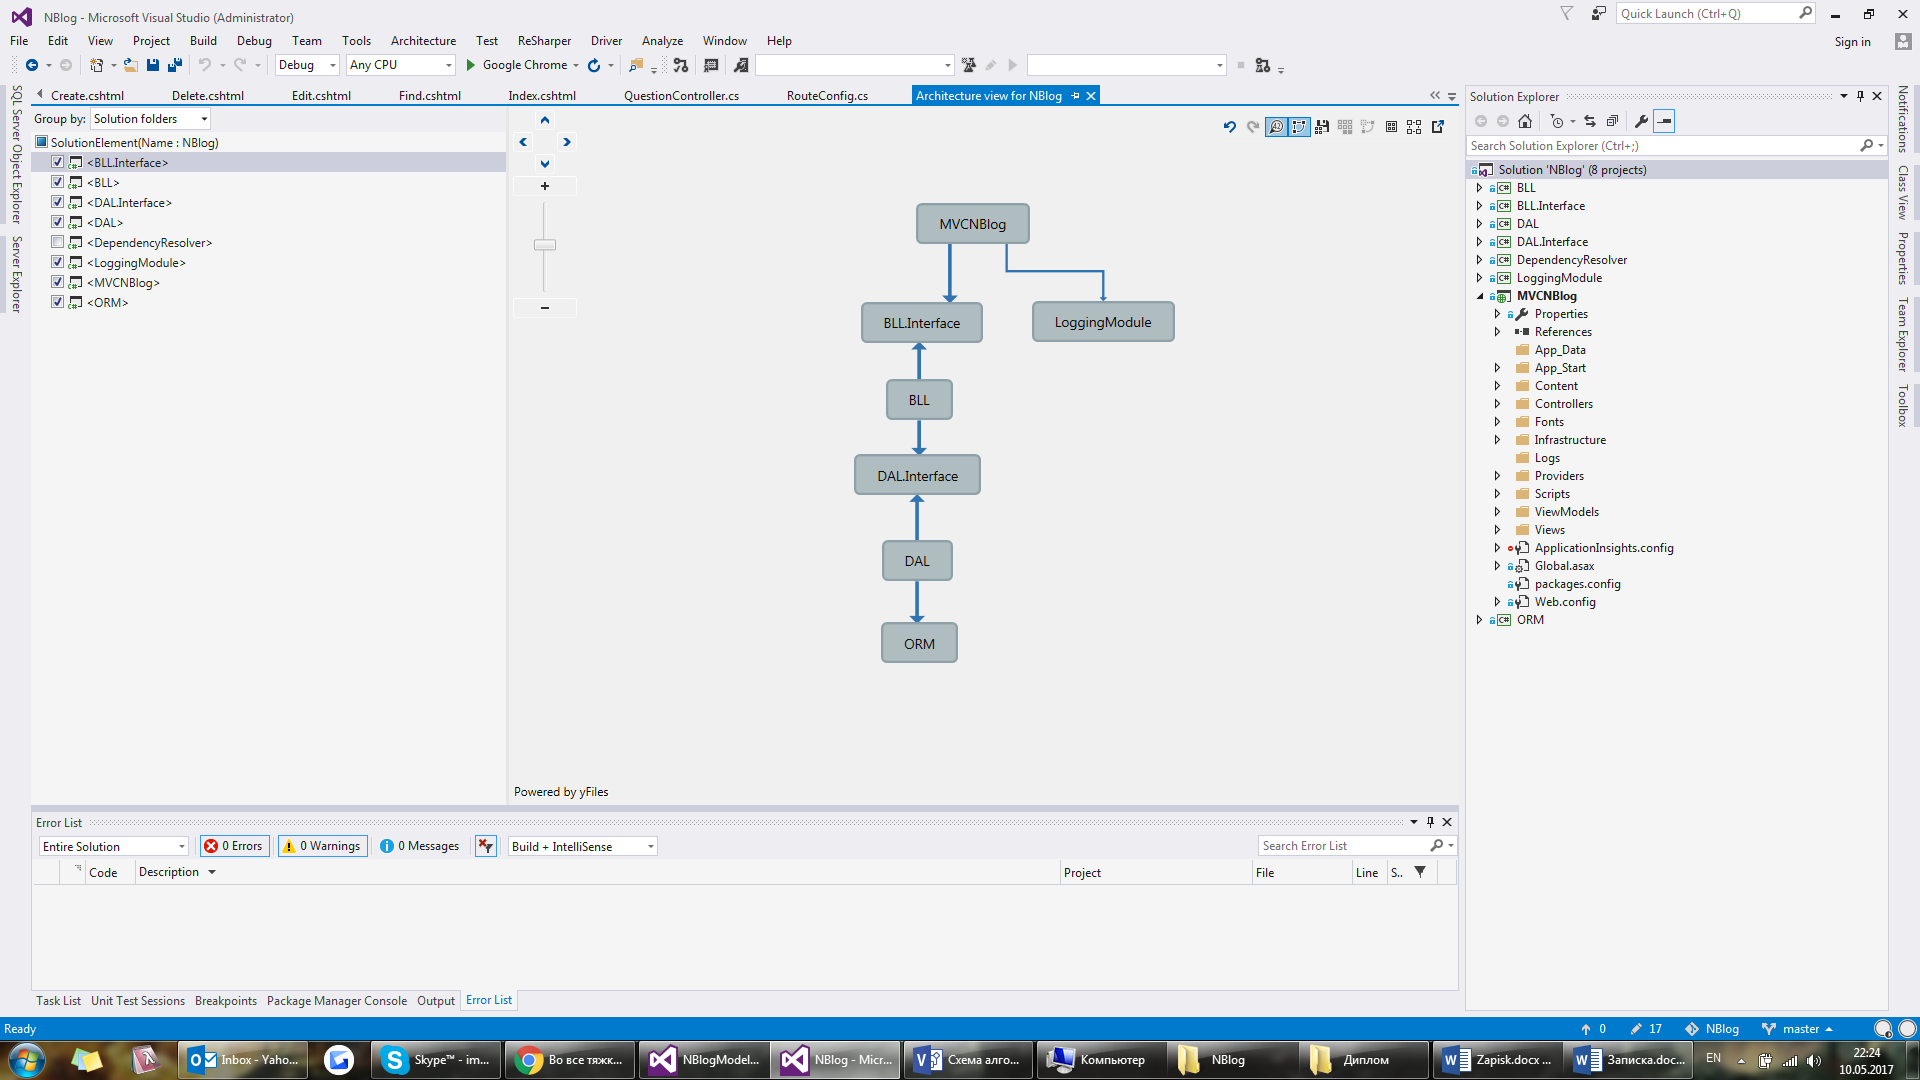 NBlog - Microsoft Visual Studio (Administrator)
Quick Launch (Ctrl+Q)
File Edit View Project Build Debug Team Tools Architecture Test ReSharper Driver Analyze Window Help
Sign in
Debug Any CPU Google Chrome
Create.cshtml Delete.cshtml Edit.cshtml Find.cshtml Index.cshtml QuestionController.cs RouteConfig.cs Architecture view for NBlog
SQL Server Object Explorer
Server Explorer
Group by: Solution folders
SolutionElement(Name : NBlog)
<BLL.Interface>
<BLL>
<DAL.Interface>
<DAL>
<DependencyResolver>
<LoggingModule>
<MVCNBlog>
<ORM>
MVCNBlog
BLL.Interface
LoggingModule
BLL
DAL.Interface
DAL
ORM
Powered by yFiles
Solution Explorer
Search Solution Explorer (Ctrl+;)
Solution 'NBlog' (8 projects)
BLL
BLL.Interface
DAL
DAL.Interface
DependencyResolver
LoggingModule
MVCNBlog
Properties
References
App_Data
App_Start
Content
Controllers
Fonts
Infrastructure
Logs
Providers
Scripts
ViewModels
Views
ApplicationInsights.config
Global.asax
packages.config
Web.config
ORM
Notifications
Class View
Properties
Team Explorer
Toolbox
Error List
Entire Solution 0 Errors 0 Warnings 0 Messages Build + IntelliSense Search Error List
Code Description Project File Line S..
Task List Unit Test Sessions Breakpoints Package Manager Console Output Error List
Ready 0 17 NBlog master
Inbox - Yaho... Skype™ - im... Во все тяжк... NBlogModel... NBlog - Micr... Схема алго... Компьютер NBlog Диплом Zapisk.docx ... Записка.doc... EN 22:24
10.05.2017